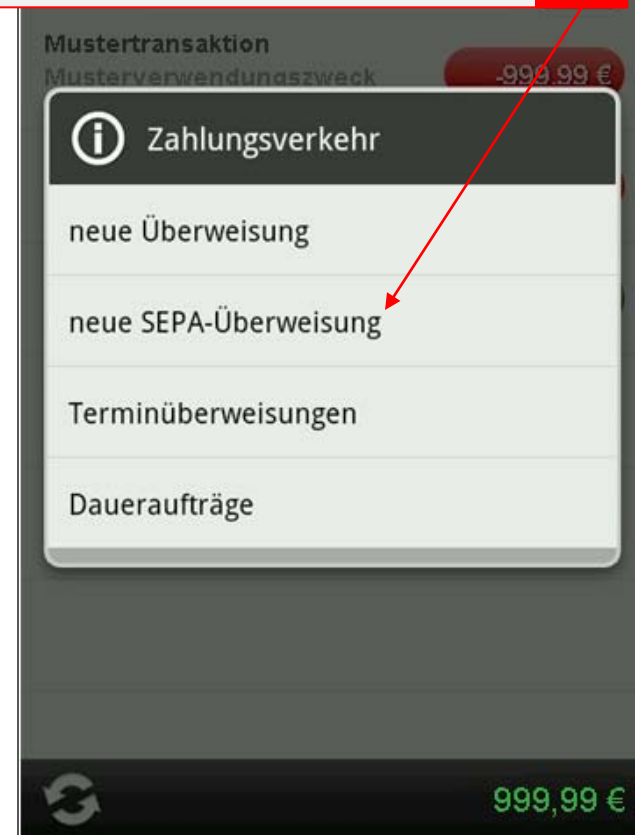 Mustertransaktion
Musterverwendungszweck
-999,99 €
Zahlungsverkehr
neue Überweisung
neue SEPA-Überweisung
Terminüberweisungen
Daueraufträge
999,99 €